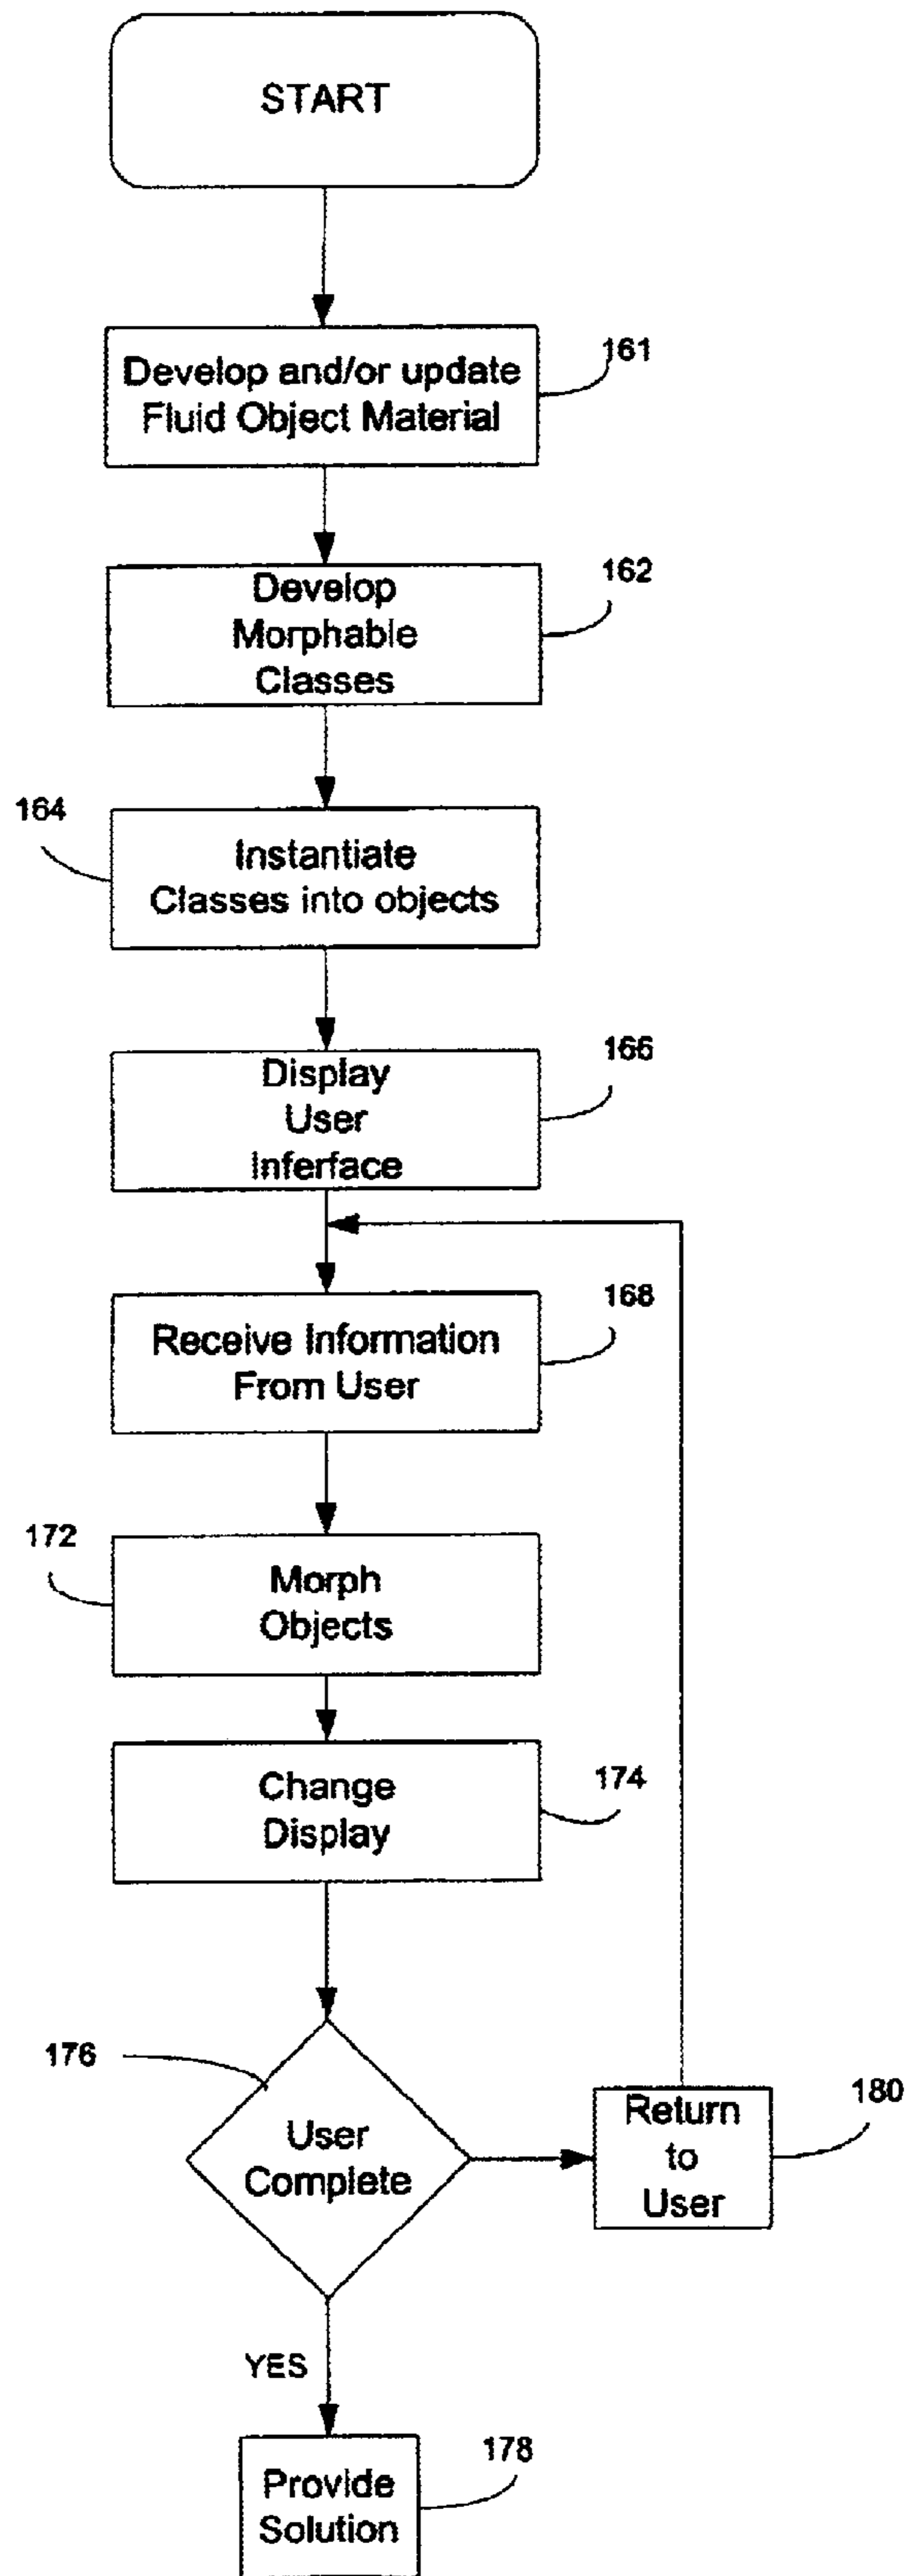 START
Develop and/or update
Fluid Object Material
161
Develop
Morphable
Classes
162
164
Instantiate
Classes into objects
Display
User
Inferface
166
Receive Information
From User
168
172
Morph
Objects
Change
Display
174
176
User
Complete
Return
to
User
180
YES
Provide
Solution
178